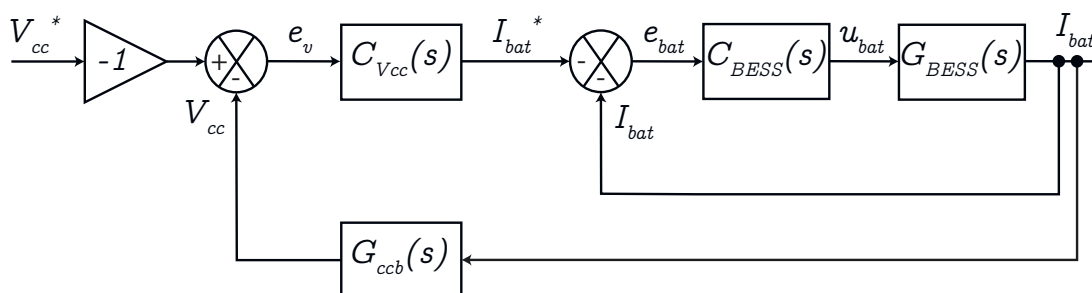 V_cc* -1 + - e_v C_Vcc(s) I_bat* - - e_bat C_BESS(s) u_bat G_BESS(s) I_bat
V_cc I_bat
G_ccb(s)